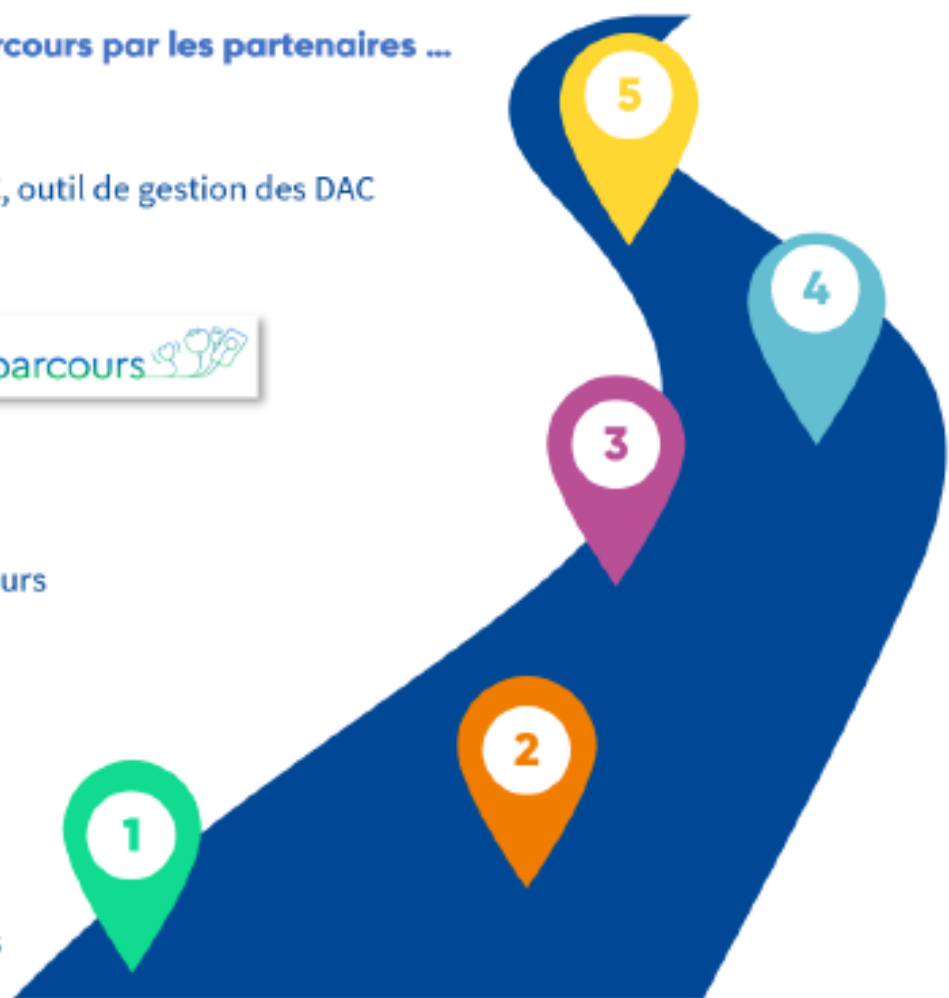 rcours par les partenaires ...
5
, outil de gestion des DAC
4
parcours
3
urs
2
1
s